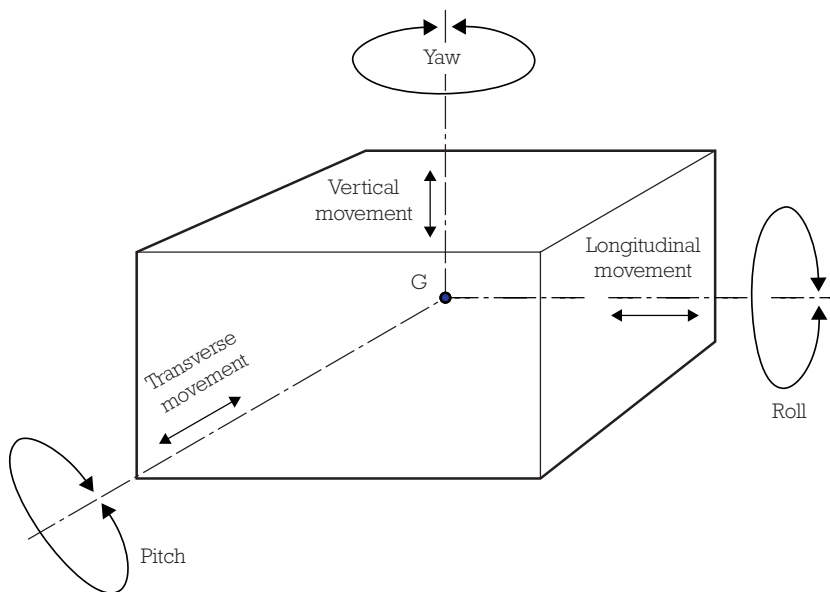 Yaw
Vertical
movement
Longitudinal
movement
G
Transverse
movement
Roll
Pitch